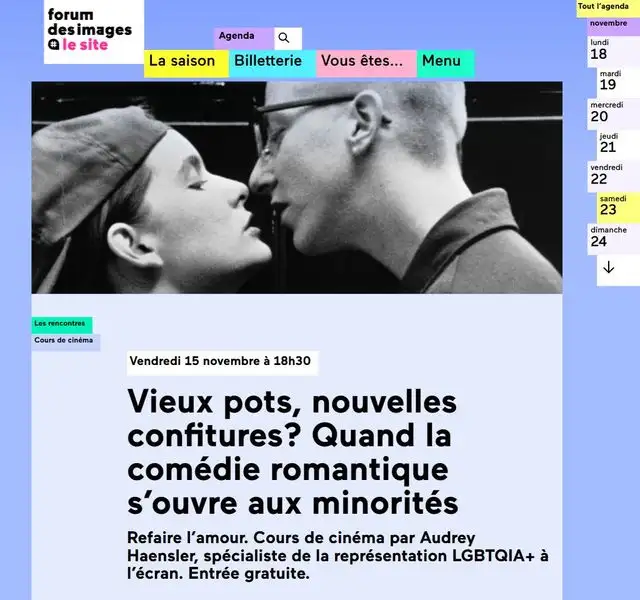 forum
des images
le site
Agenda
La saison
Billetterie
Vous êtes...
Menu
Tout l'agenda
novembre
lundi
18
mardi
19
mercredi
20
jeudi
21
vendredi
22
samedi
23
dimanche
24
Les rencontres
Cours de cinéma
Vendredi 15 novembre à 18h30
Vieux pots, nouvelles
confitures? Quand la
comédie romantique
s'ouvre aux minorités
Refaire l'amour. Cours de cinéma par Audrey
Haensler, spécialiste de la représentation LGBTQIA+ à
l'écran. Entrée gratuite.